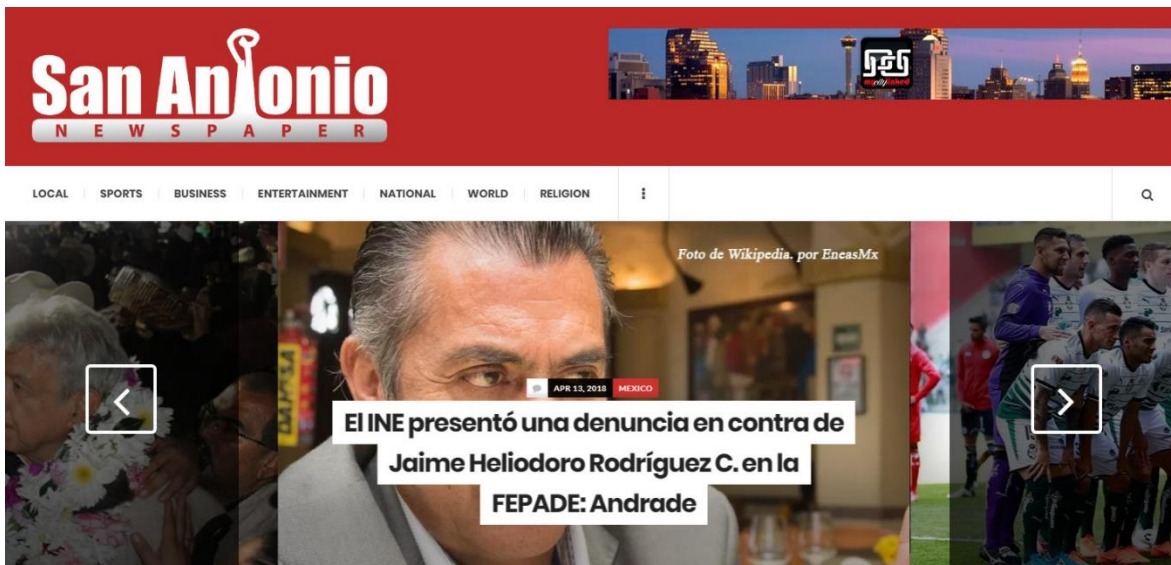 San Antonio
NEWSPAPER
LOCAL SPORTS BUSINESS ENTERTAINMENT NATIONAL WORLD RELIGION
Foto de Wikipedia. por EneasMx
APR 13, 2018 MEXICO
El INE presentó una denuncia en contra de
Jaime Heliodoro Rodríguez C. en la
FEPADE: Andrade